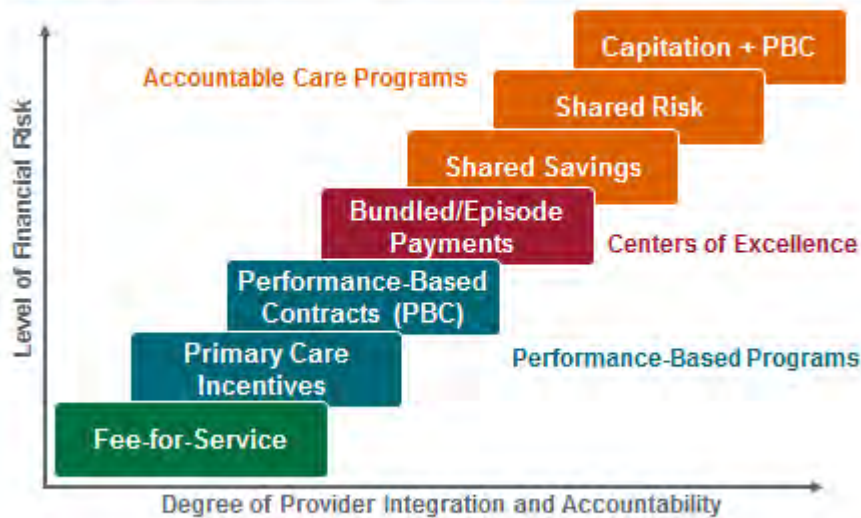 Capitation + PBC
Accountable Care Programs
Shared Risk
Shared Savings
Bundled/Episode
Payments
Centers of Excellence
Performance-Based
Contracts (PBC)
Primary Care
Incentives
Performance-Based Programs
Fee-for-Service
Level of Financial Risk
Degree of Provider Integration and Accountability